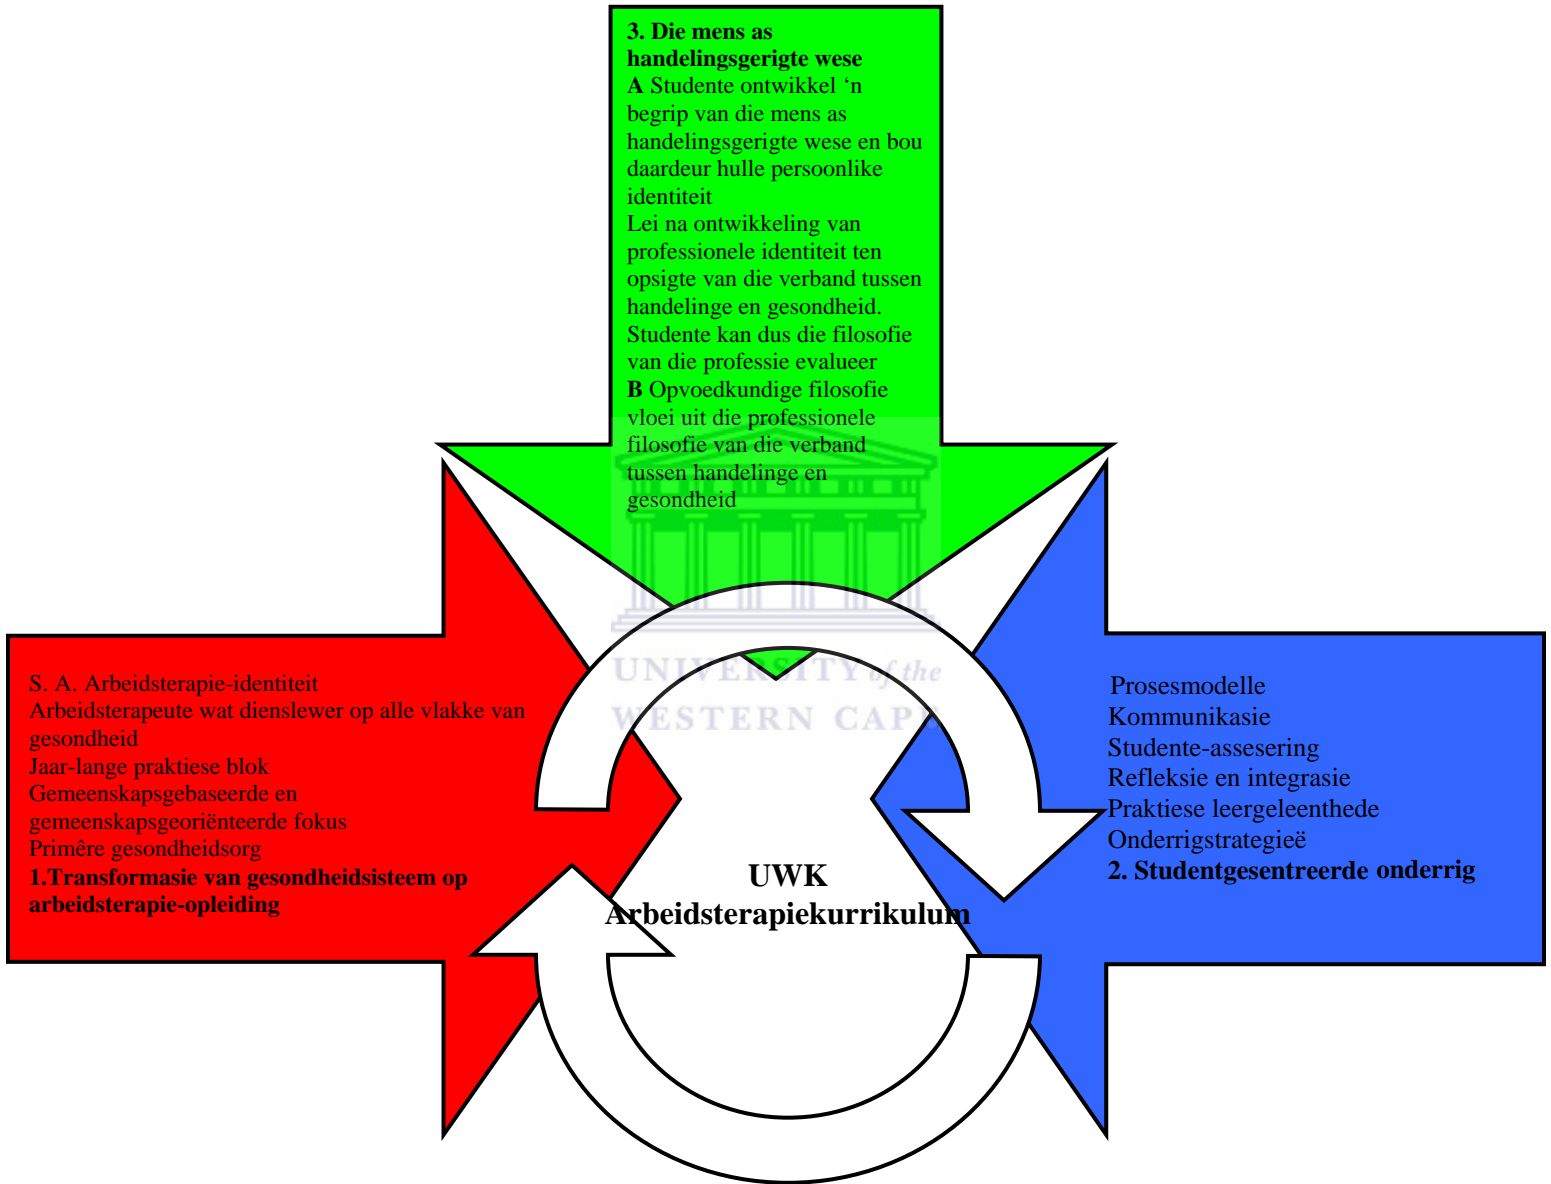 3. Die mens as
handelingsgerigte wese
A Studente ontwikkel ‘n
begrip van die mens as
handelingsgerigte wese en bou
daardeur hulle persoonlike
identiteit
Lei na ontwikkeling van
professionele identiteit ten
opsigte van die verband tussen
handelinge en gesondheid.
Studente kan dus die filosofie
van die professie evalueer
B Opvoedkundige filosofie
vloei uit die professionele
filosofie van die verband
tussen handelinge en
gesondheid
UNIVERSITY of the
WESTERN CAPE
S. A. Arbeidsterapie-identiteit
Arbeidsterapeute wat dienslewer op alle vlakke van
gesondheid
Jaar-lange praktiese blok
Gemeenskapsgebaseerde en
gemeenskapsgeoriënteerde fokus
Primêre gesondheidsorg
1.Transformasie van gesondheidsisteem op
arbeidsterapie-opleiding
UWK
Arbeidsterapiekurrikulum
Prosesmodelle
Kommunikasie
Studente-assesering
Refleksie en integrasie
Praktiese leergeleenthede
Onderrigstrategieë
2. Studentgesentreerde onderrig